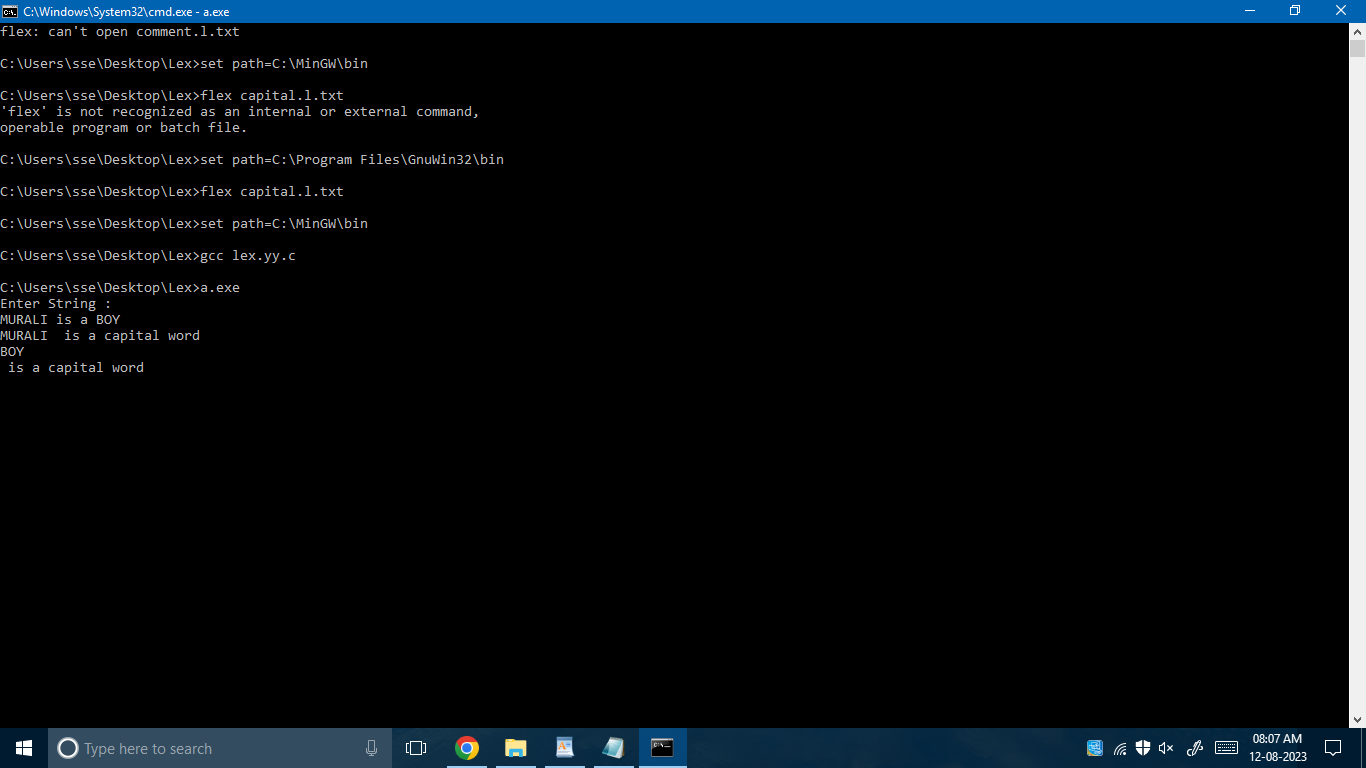 C:\Windows\System32\cmd.exe - a.exe
flex: can't open comment.l.txt
C:\Users\sse\Desktop\Lex>set path=C:\MinGW\bin
C:\Users\sse\Desktop\Lex>flex capital.l.txt
'flex' is not recognized as an internal or external command,
operable program or batch file.
C:\Users\sse\Desktop\Lex>set path=C:\Program Files\GnuWin32\bin
C:\Users\sse\Desktop\Lex>flex capital.l.txt
C:\Users\sse\Desktop\Lex>set path=C:\MinGW\bin
C:\Users\sse\Desktop\Lex>gcc lex.yy.c
C:\Users\sse\Desktop\Lex>a.exe
Enter String :
MURALI is a BOY
MURALI  is a capital word
BOY
 is a capital word
Type here to search
08:07 AM
12-08-2023